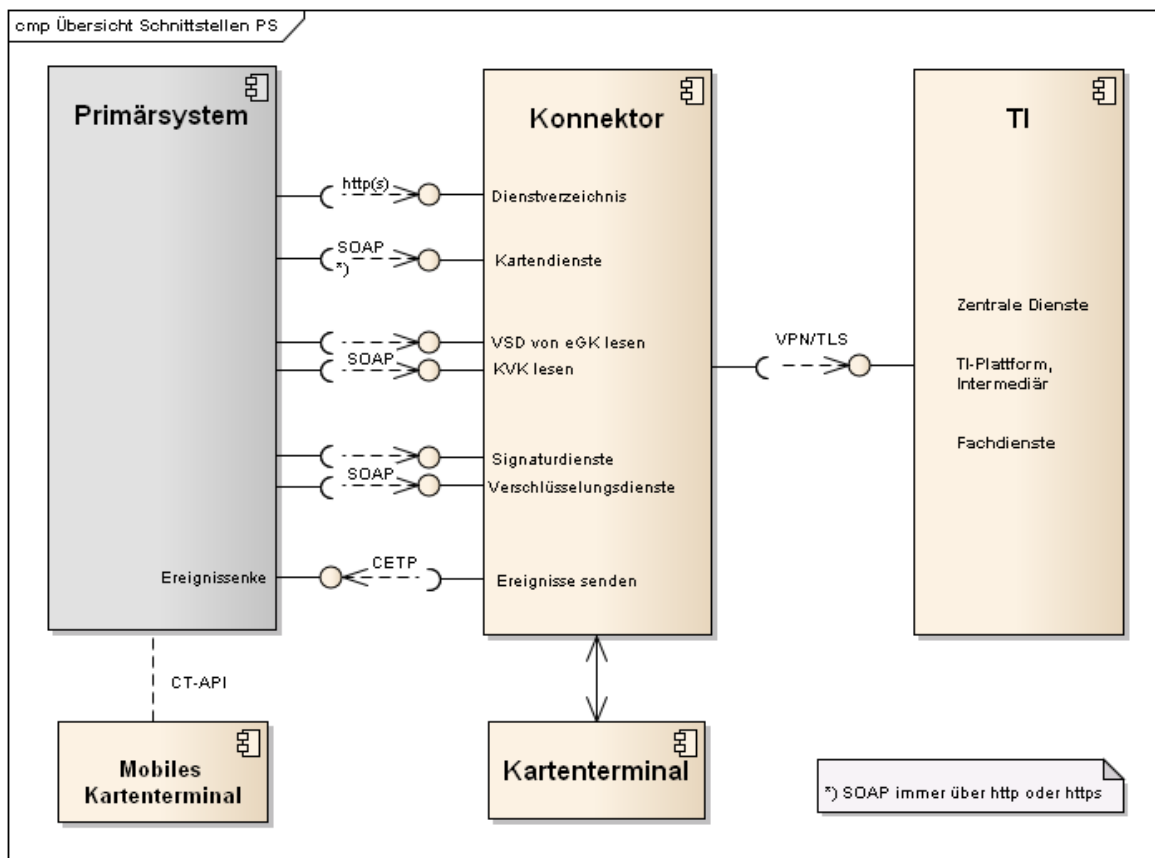 cmp Übersicht Schnittstellen PS
Primärsystem
Konnektor
TI
http(s)
Dienstverzeichnis
SOAP
*)
Kartendienste
VSD von eGK lesen
SOAP
KVK lesen
VPN/TLS
Zentrale Dienste
TI-Plattform,
Intermediär
Fachdienste
Signaturdienste
SOAP
Verschlüsselungsdienste
Ereignissenke
CETP
Ereignisse senden
CT-API
Mobiles
Kartenterminal
Kartenterminal
*) SOAP immer über http oder https